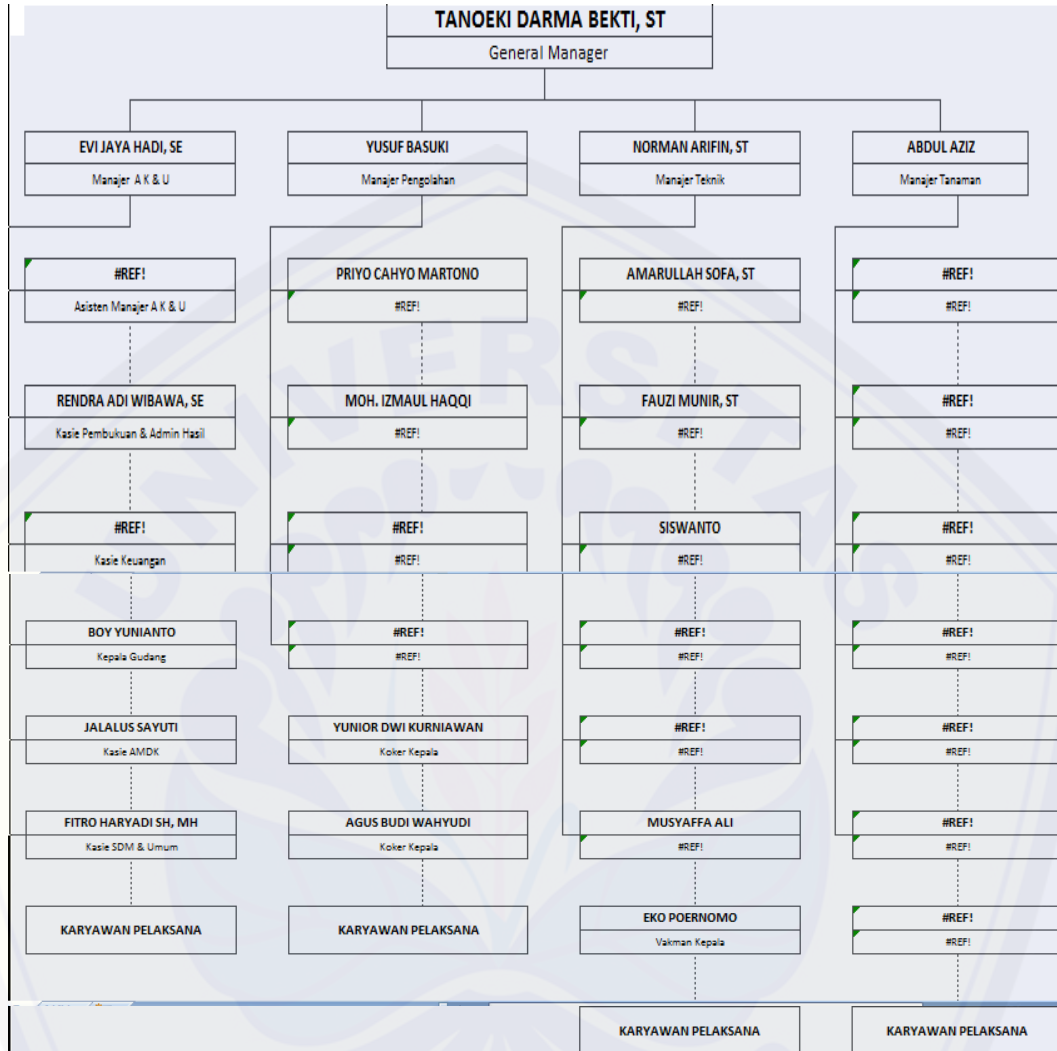 TANOEKI DARMA BEKTI, ST
General Manager
EVI JAYA HADI, SE
Manajer A K & U
YUSUF BASUKI
Manajer Pengolahan
NORMAN ARIFIN, ST
Manajer Teknik
ABDUL AZIZ
Manajer Tanaman
#REF!
Asisten Manajer A K & U
PRIYO CAHYO MARTONO
#REF!
AMARULLAH SOFA, ST
#REF!
#REF!
#REF!
RENDRA ADI WIBAWA, SE
Kasie Pembukuan & Admin Hasil
MOH. IZMAUL HAQQI
#REF!
FAUZI MUNIR, ST
#REF!
#REF!
#REF!
#REF!
Kasie Keuangan
#REF!
#REF!
SISWANTO
#REF!
#REF!
#REF!
BOY YUNIANTO
Kepala Gudang
#REF!
#REF!
#REF!
#REF!
#REF!
#REF!
JALALUS SAYUTI
Kasie AMDK
YUNIOR DWI KURNIAWAN
Koker Kepala
#REF!
#REF!
#REF!
#REF!
FITRO HARYADI SH, MH
Kasie SDM & Umum
AGUS BUDI WAHYUDI
Koker Kepala
MUSYAFFA ALI
#REF!
#REF!
#REF!
KARYAWAN PELAKSANA
KARYAWAN PELAKSANA
EKO POERNOMO
Vakman Kepala
#REF!
#REF!
KARYAWAN PELAKSANA
KARYAWAN PELAKSANA
UNIVERSITAS